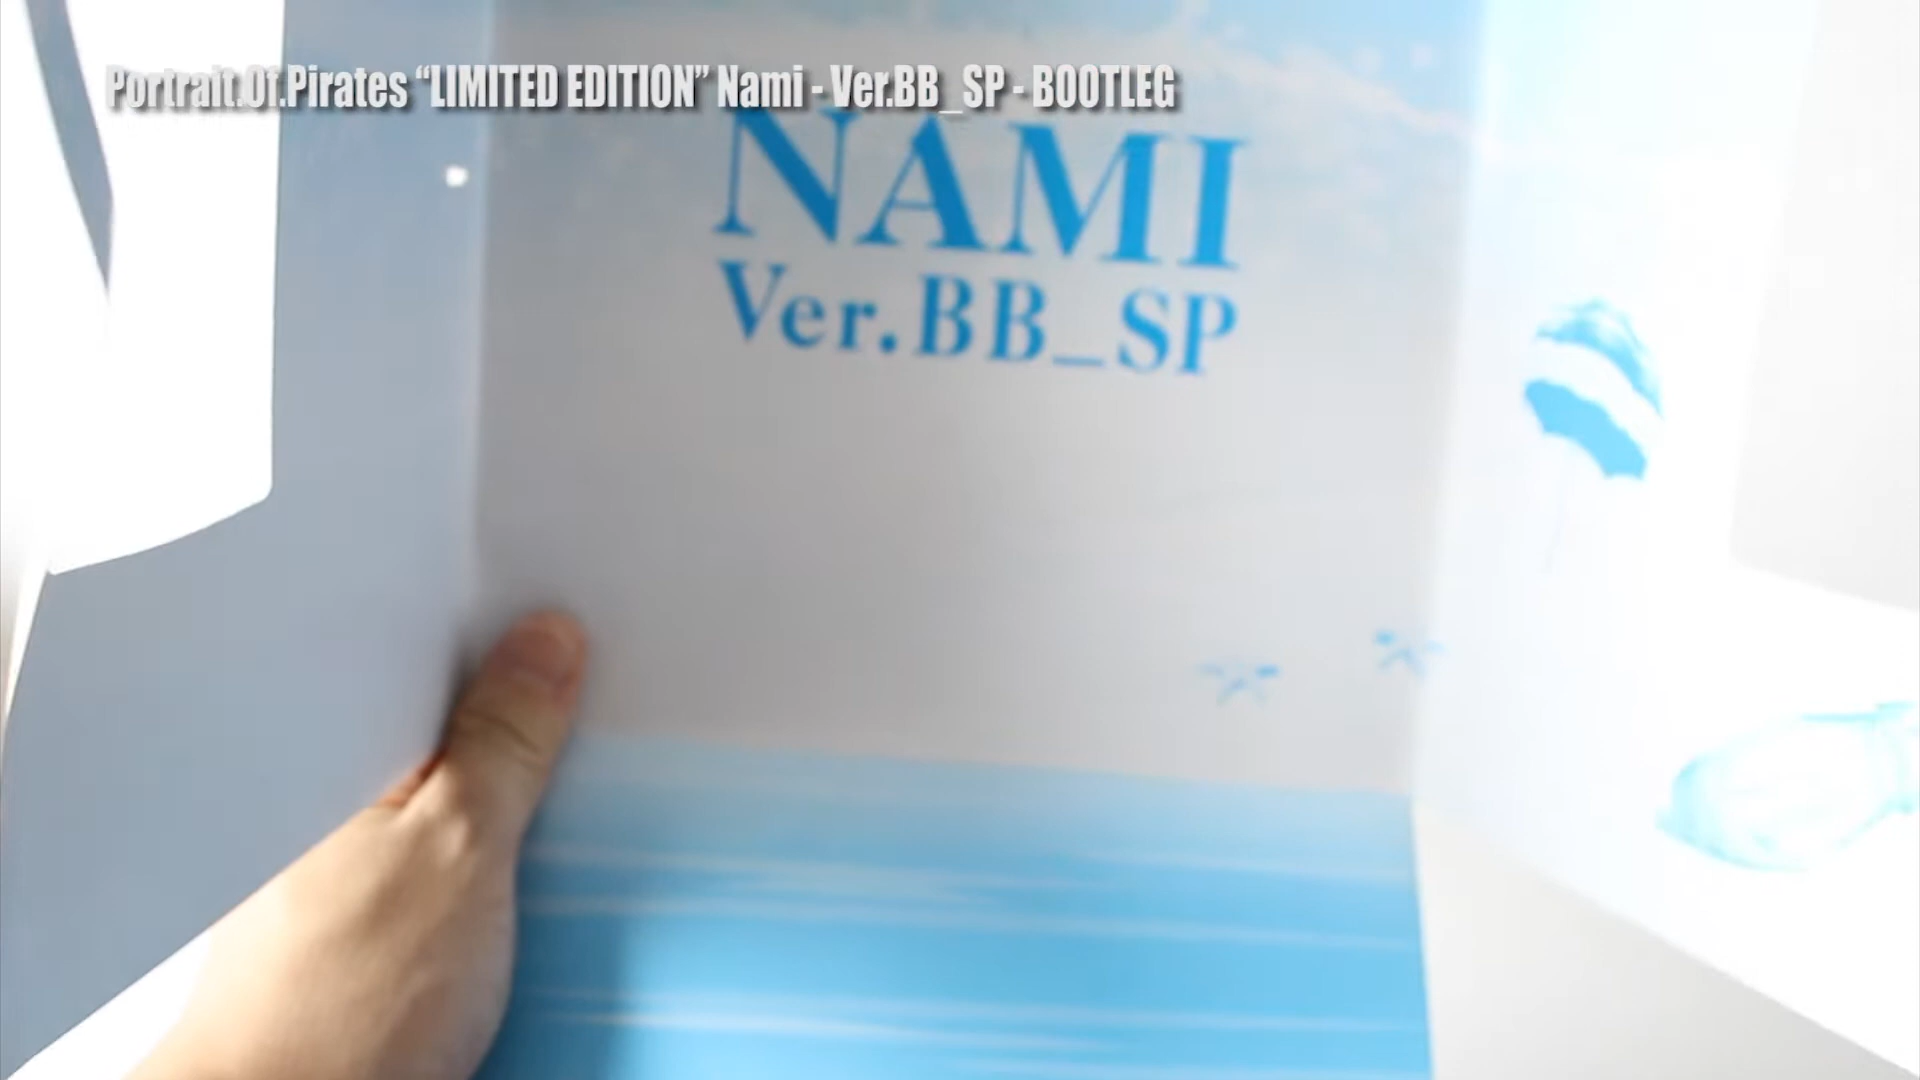 Portrait.Of.Pirates “LIMITED EDITION” Nami - Ver.BB_SP - BOOTLEG
NAMI
Ver.BB_SP